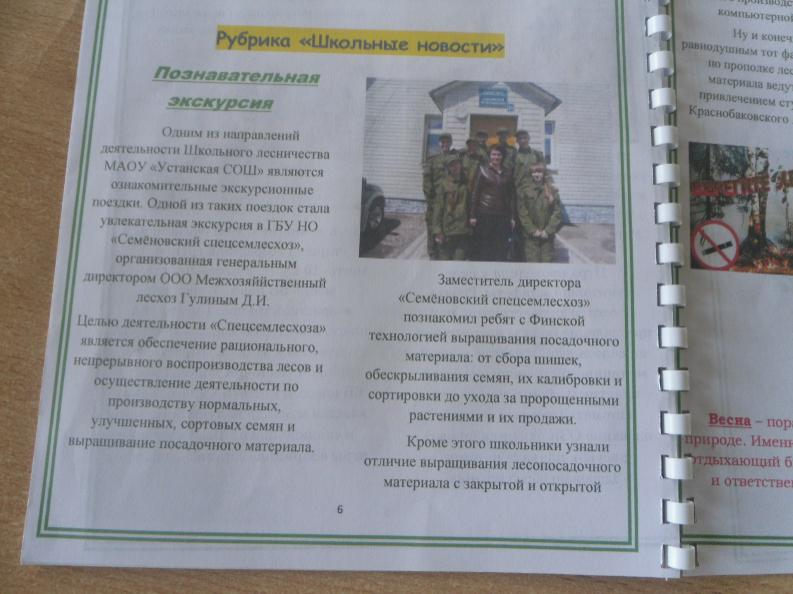 Рубрика «Школьные новости»
Познавательная
экскурсия
Одним из направлений
деятельности Школьного лесничества
МАОУ «Устанская СОШ» являются
ознакомительные экскурсионные
поездки. Одной из таких поездок стала
увлекательная экскурсия в ГБУ НО
«Семёновский спецсемлесхоз»,
организованная генеральным
директором ООО Межхозяйственный
лесхоз Гулиным Д.И.
Целью деятельности «Спецсемлесхоза»
является обеспечение рационального,
непрерывного воспроизводства лесов и
осуществление деятельности по
производству нормальных,
улучшенных, сортовых семян и
выращивание посадочного материала.
Заместитель директора
«Семёновский спецсемлесхоз»
познакомил ребят с Финской
технологией выращивания посадочного
материала: от сбора шишек,
обескрыливания семян, их калибровки и
сортировки до ухода за пророщенными
растениями и их продажи.
Кроме этого школьники узнали
отличие выращивания лесопосадочного
материала с закрытой и открытой
6
компьютерной
Ну и конеч
равнодушным тот фа
по прополке лес
материала ведут
привлечением сту
Краснобаковского
БЕРЕГИТЕ
Весна – пора
природе. Имени
отдыхающий б
и ответствен